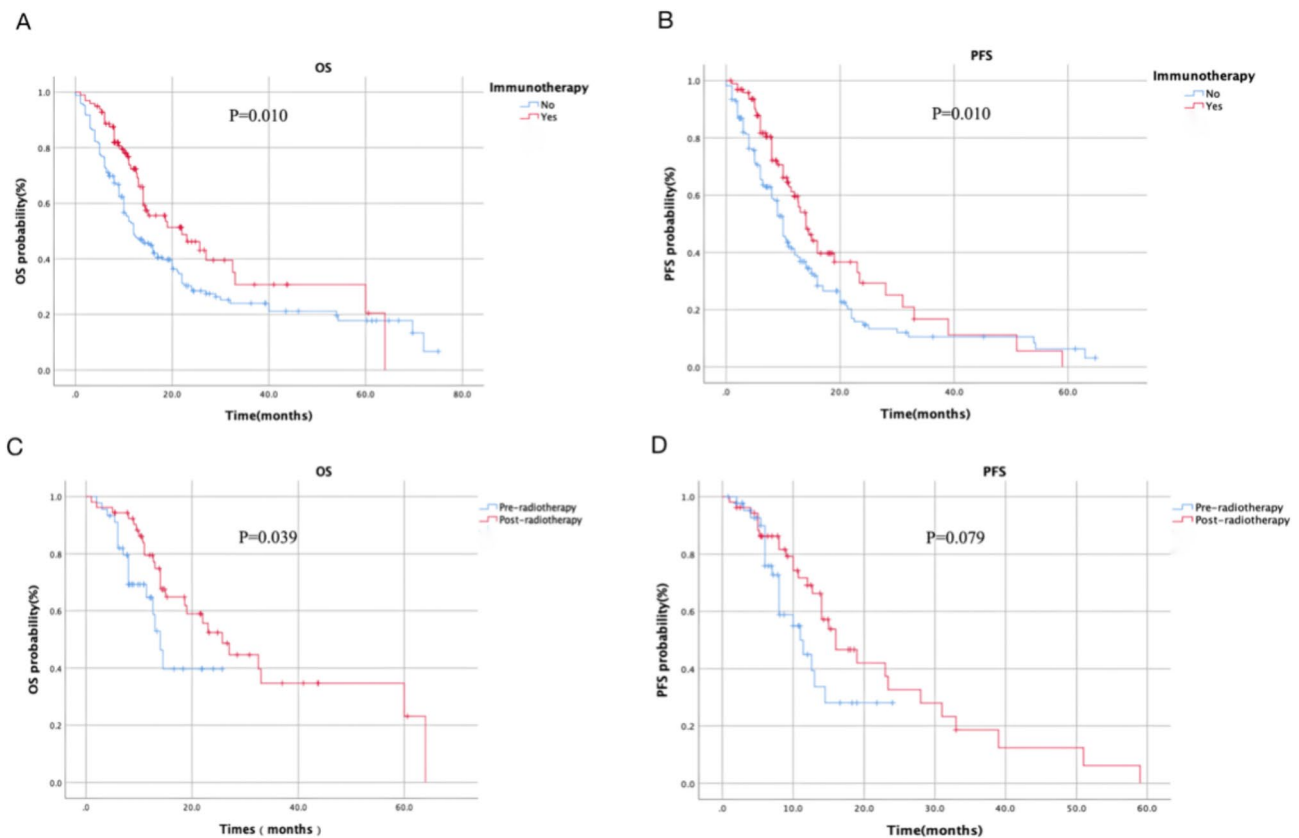 A
OS
Immunotherapy
No
Yes
P=0.010
OS probability(%)
1.0
0.8
0.6
0.4
0.2
0.0
.0 20.0 40.0 60.0 80.0
Time(months)
B
PFS
Immunotherapy
No
Yes
P=0.010
PFS probability(%)
1.0
0.8
0.6
0.4
0.2
0.0
.0 20.0 40.0 60.0
Time(months)
C
OS
Pre-radiotherapy
Post-radiotherapy
P=0.039
OS probability(%)
1.0
0.8
0.6
0.4
0.2
0.0
.0 20.0 40.0 60.0
Times ( months )
D
PFS
Pre-radiotherapy
Post-radiotherapy
P=0.079
PFS probability(%)
1.0
0.8
0.6
0.4
0.2
0.0
.0 10.0 20.0 30.0 40.0 50.0 60.0
Time(months)